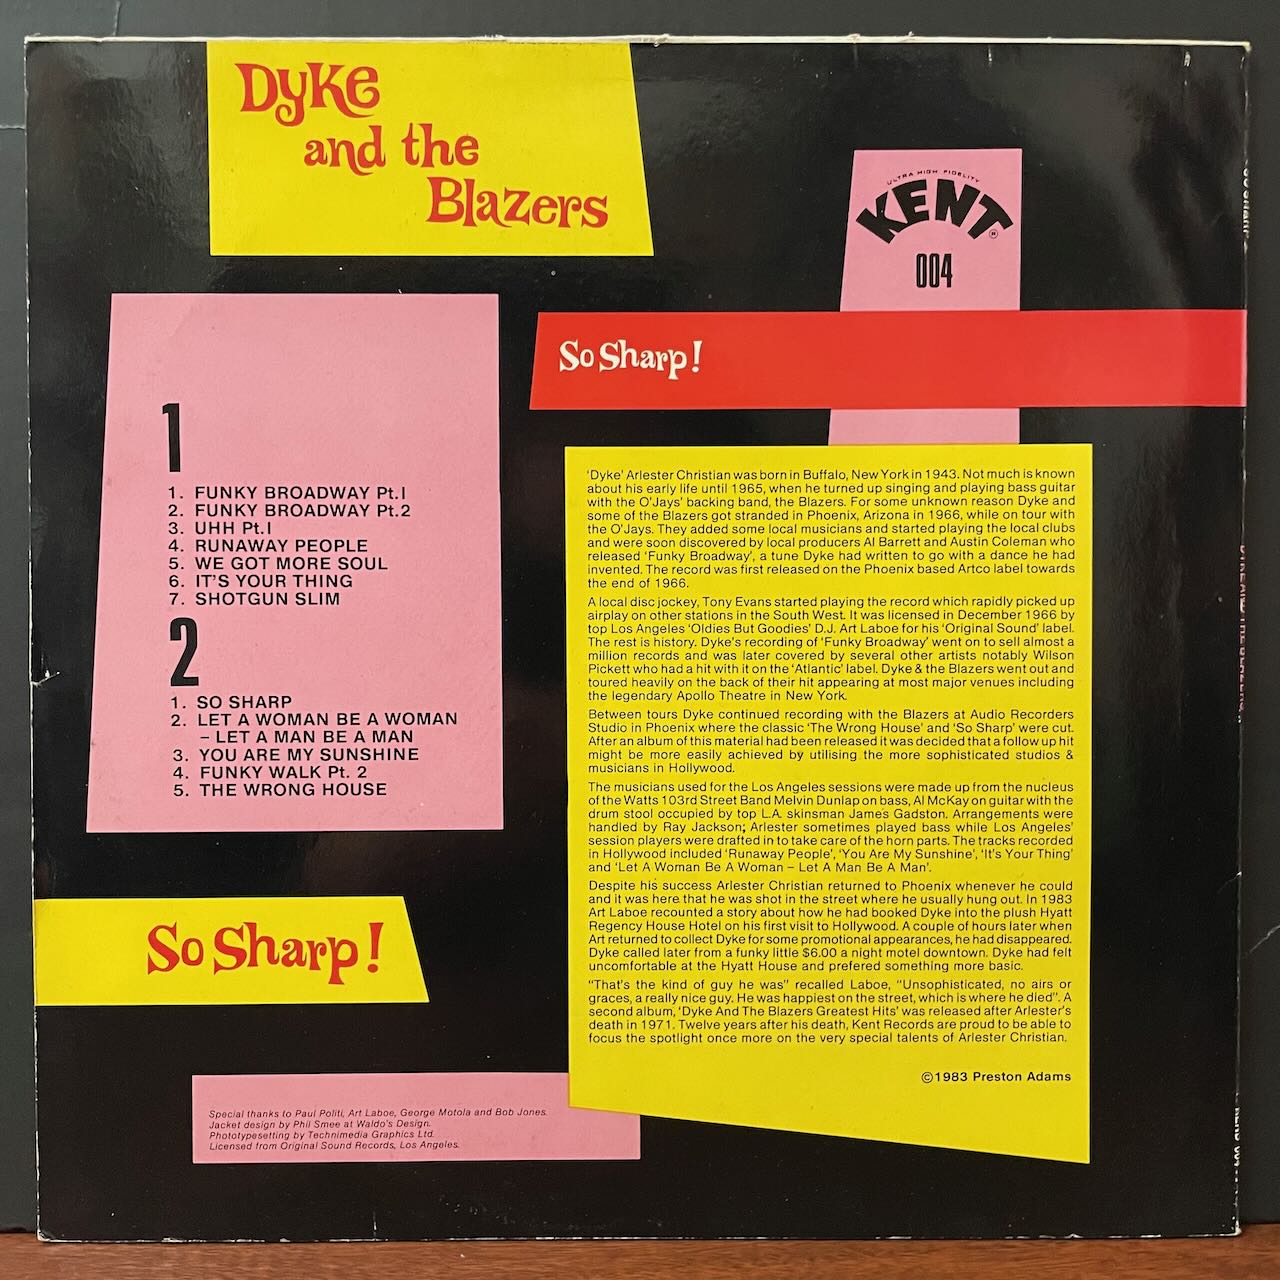 Dyke
and the
Blazers
ULTRA HIGH FIDELITY
KENT®
004
So Sharp!
1
1. FUNKY BROADWAY Pt.I
2. FUNKY BROADWAY Pt.2
3. UHH Pt.I
4. RUNAWAY PEOPLE
5. WE GOT MORE SOUL
6. IT'S YOUR THING
7. SHOTGUN SLIM
2
1. SO SHARP
2. LET A WOMAN BE A WOMAN
– LET A MAN BE A MAN
3. YOU ARE MY SUNSHINE
4. FUNKY WALK Pt. 2
5. THE WRONG HOUSE
So Sharp!
Special thanks to Paul Politi, Art Laboe, George Motola and Bob Jones.
Jacket design by Phil Smee at Waldo's Design.
Phototypesetting by Technimedia Graphics Ltd.
Licensed from Original Sound Records, Los Angeles.
'Dyke' Arlester Christian was born in Buffalo, New York in 1943. Not much is known
about his early life until 1965, when he turned up singing and playing bass guitar
with the O'Jays' backing band, the Blazers. For some unknown reason Dyke and
some of the Blazers got stranded in Phoenix, Arizona in 1966, while on tour with
the O'Jays. They added some local musicians and started playing the local clubs
and were soon discovered by local producers Al Barrett and Austin Coleman who
released 'Funky Broadway', a tune Dyke had written to go with a dance he had
invented. The record was first released on the Phoenix based Artco label towards
the end of 1966.
A local disc jockey, Tony Evans started playing the record which rapidly picked up
airplay on other stations in the South West. It was licensed in December 1966 by
top Los Angeles 'Oldies But Goodies' D.J. Art Laboe for his 'Original Sound' label.
The rest is history. Dyke's recording of 'Funky Broadway' went on to sell almost a
million records and was later covered by several other artists notably Wilson
Pickett who had a hit with it on the 'Atlantic' label. Dyke & the Blazers went out and
toured heavily on the back of their hit appearing at most major venues including
the legendary Apollo Theatre in New York.
Between tours Dyke continued recording with the Blazers at Audio Recorders
Studio in Phoenix where the classic 'The Wrong House' and 'So Sharp' were cut.
After an album of this material had been released it was decided that a follow up hit
might be more easily achieved by utilising the more sophisticated studios &
musicians in Hollywood.
The musicians used for the Los Angeles sessions were made up from the nucleus
of the Watts 103rd Street Band Melvin Dunlap on bass, Al McKay on guitar with the
drum stool occupied by top L.A. skinsman James Gadston. Arrangements were
handled by Ray Jackson; Arlester sometimes played bass while Los Angeles'
session players were drafted in to take care of the horn parts. The tracks recorded
in Hollywood included 'Runaway People', 'You Are My Sunshine', 'It's Your Thing'
and 'Let A Woman Be A Woman – Let A Man Be A Man'.
Despite his success Arlester Christian returned to Phoenix whenever he could
and it was here that he was shot in the street where he usually hung out. In 1983
Art Laboe recounted a story about how he had booked Dyke into the plush Hyatt
Regency House Hotel on his first visit to Hollywood. A couple of hours later when
Art returned to collect Dyke for some promotional appearances, he had disappeared.
Dyke called later from a funky little $6.00 a night motel downtown. Dyke had felt
uncomfortable at the Hyatt House and prefered something more basic.
"That's the kind of guy he was" recalled Laboe, "Unsophisticated, no airs or
graces, a really nice guy. He was happiest on the street, which is where he died". A
second album, 'Dyke And The Blazers Greatest Hits' was released after Arlester's
death in 1971. Twelve years after his death, Kent Records are proud to be able to
focus the spotlight once more on the very special talents of Arlester Christian.
©1983 Preston Adams